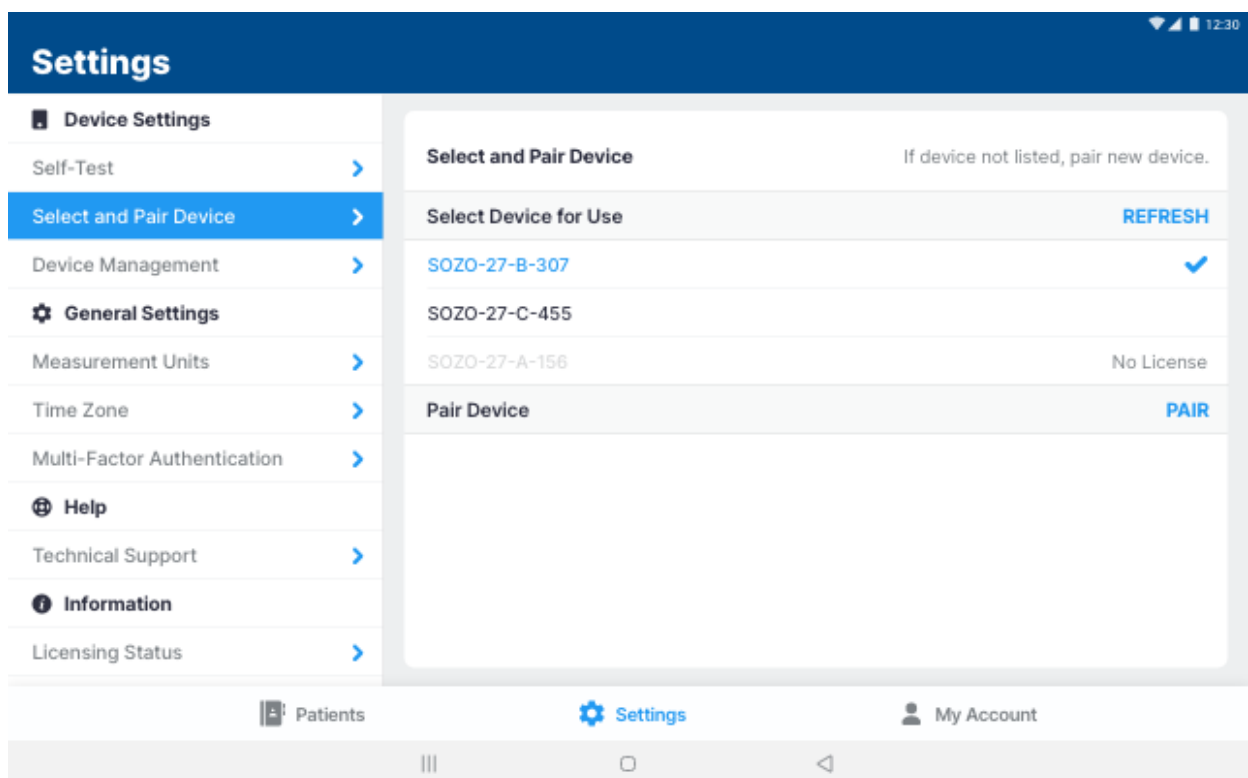 12:30
Settings
Device Settings
Self-Test
Select and Pair Device
Device Management
General Settings
Measurement Units
Time Zone
Multi-Factor Authentication
Help
Technical Support
Information
Licensing Status
Select and Pair Device If device not listed, pair new device.
Select Device for Use REFRESH
SOZO-27-B-307
SOZO-27-C-455
SOZO-27-A-156 No License
Pair Device PAIR
Patients Settings My Account